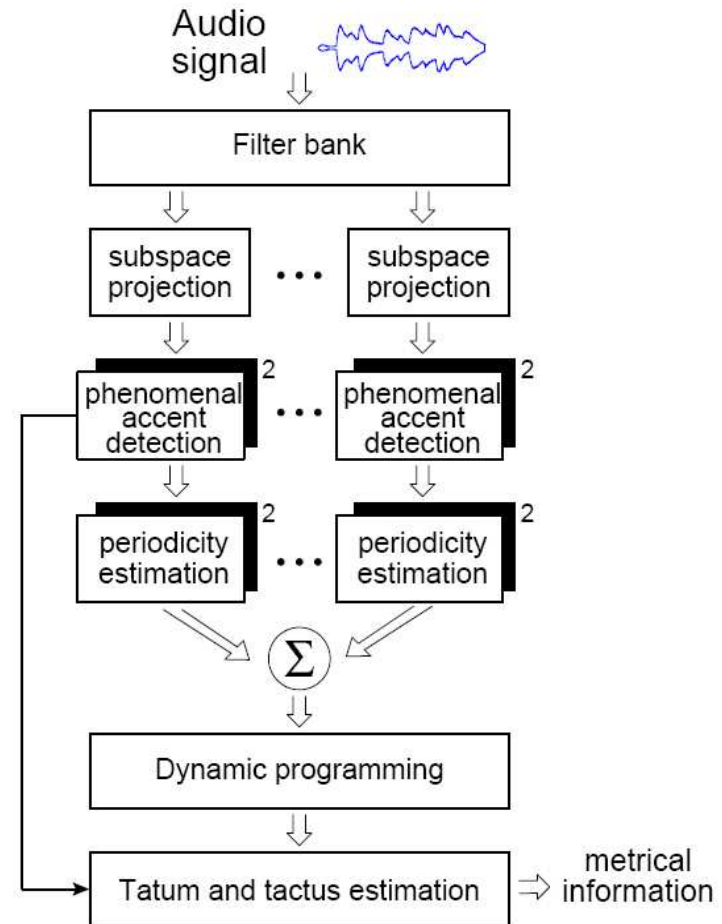 Audio
signal
Filter bank
subspace
projection
• • •
subspace
projection
phenomenal
accent
detection
2
• • •
phenomenal
accent
detection
2
periodicity
estimation
2
• • •
periodicity
estimation
2
Σ
Dynamic programming
Tatum and tactus estimation
metrical
information